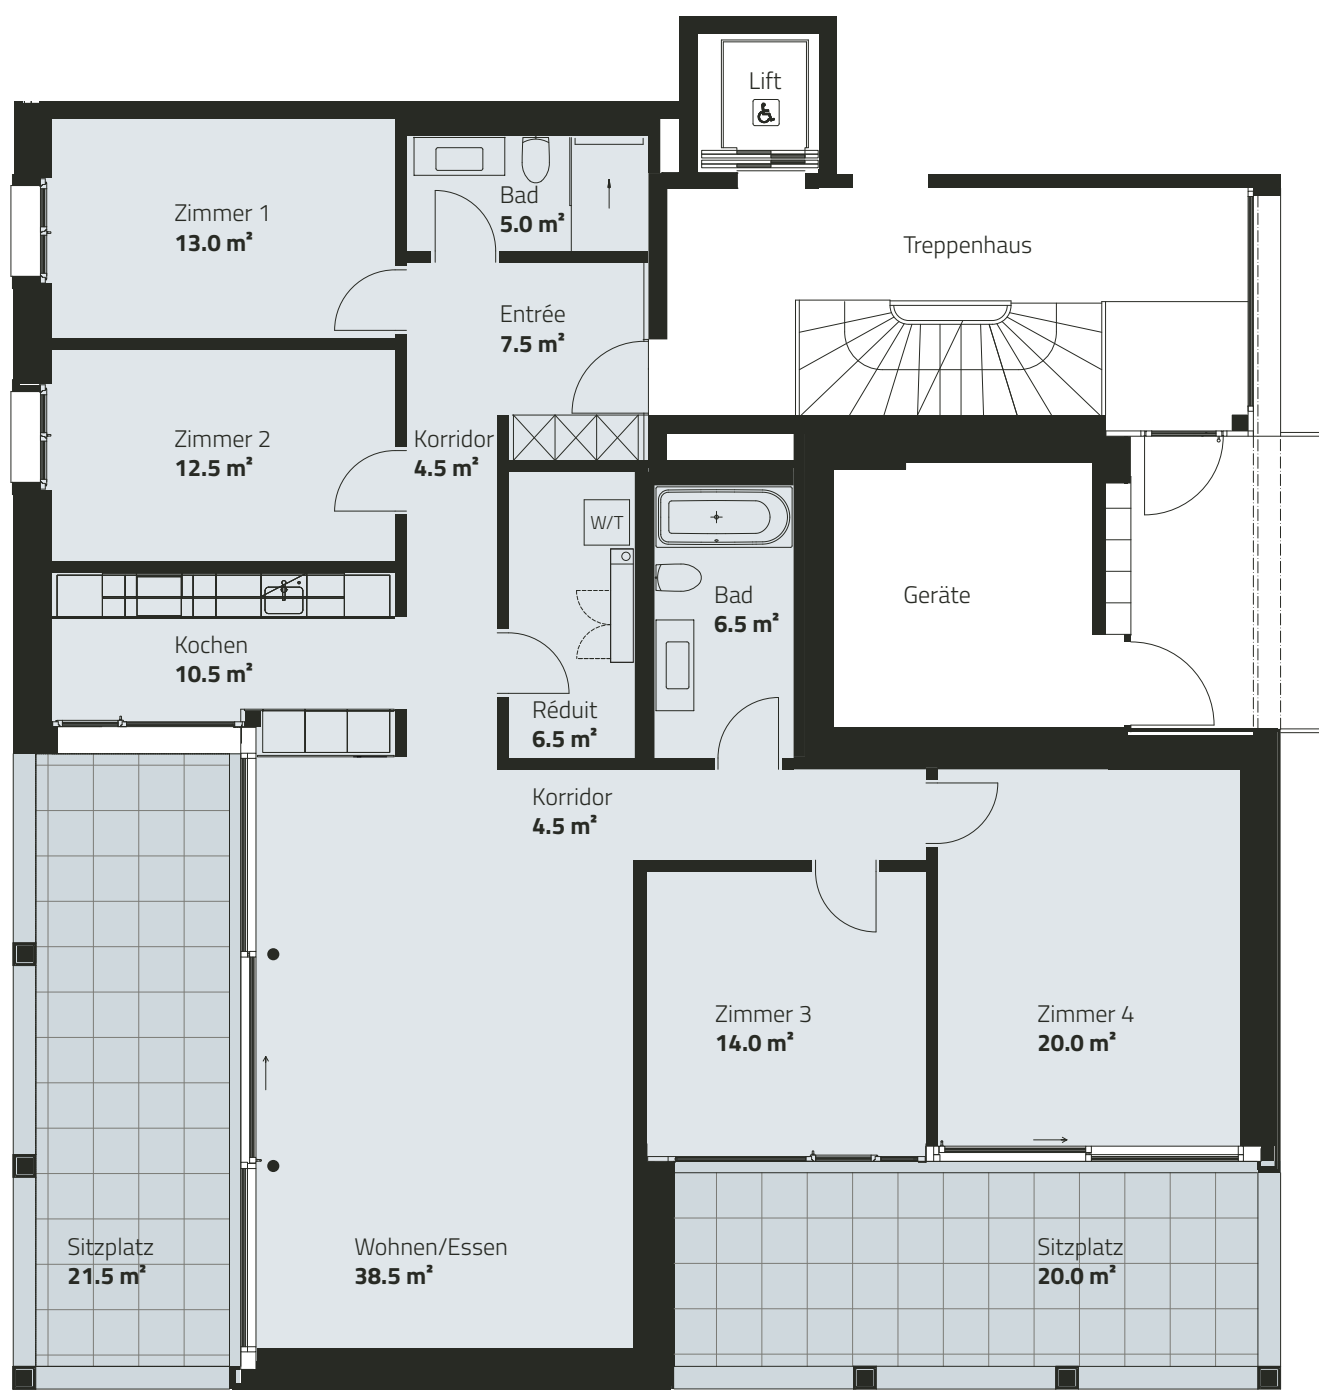 Lift
Bad
5.0 m²
Zimmer 1
13.0 m²
Treppenhaus
Entrée
7.5 m²
Zimmer 2
12.5 m²
Korridor
4.5 m²
W/T
Bad
6.5 m²
Geräte
Kochen
10.5 m²
Réduit
6.5 m²
Korridor
4.5 m²
Zimmer 3
14.0 m²
Zimmer 4
20.0 m²
Sitzplatz
21.5 m²
Wohnen/Essen
38.5 m²
Sitzplatz
20.0 m²